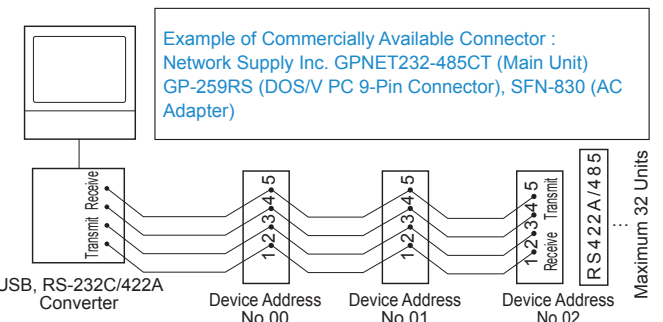 Example of Commercially Available Connector :
Network Supply Inc. GPNET232-485CT (Main Unit)
GP-259RS (DOS/V PC 9-Pin Connector), SFN-830 (AC
Adapter)
Transmit Receive
1 2 3 4 5
1 2 3 4 5
1 2 3 4 5
Receive Transmit
RS422A/485
...
Maximum 32 Units
USB, RS-232C/422A
Converter
Device Address
No.00
Device Address
No.01
Device Address
No.02